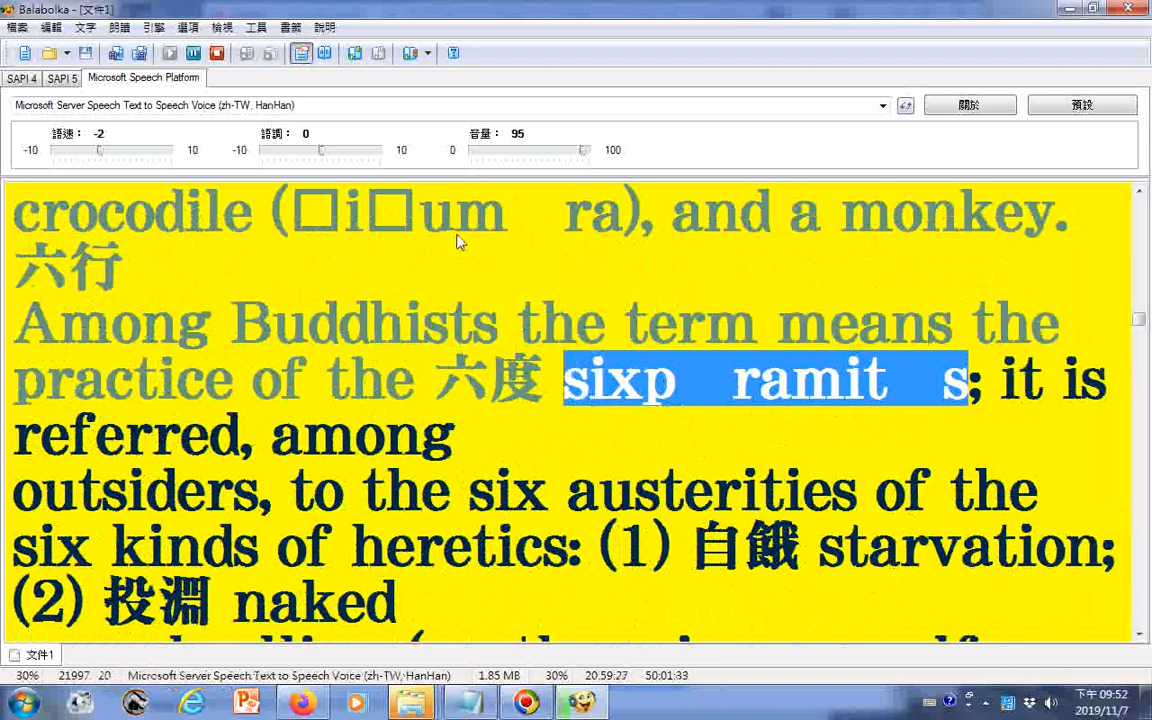 Balabolka - [文件1]
檔案 編輯 文字 朗讀 引擎 選項 檢視 工具 書籤 說明
SAPI 4 SAPI 5 Microsoft Speech Platform
Microsoft Server Speech Text to Speech Voice (zh-TW, HanHan) 關於 預設
語速： -2 語調： 0 音量： 95
-10 10 -10 10 0 100
crocodile (□i□um ra), and a monkey.
六行
Among Buddhists the term means the
practice of the 六度 sixp ramit s; it is
referred, among
outsiders, to the six austerities of the
six kinds of heretics: (1) 自餓 starvation;
(2) 投淵 naked
文件1
30% 21997 20 Microsoft Server Speech Text to Speech Voice (zh-TW, HanHan) 1.85 MB 30% 20:59:27 50:01:39
下午 09:52
2019/11/7